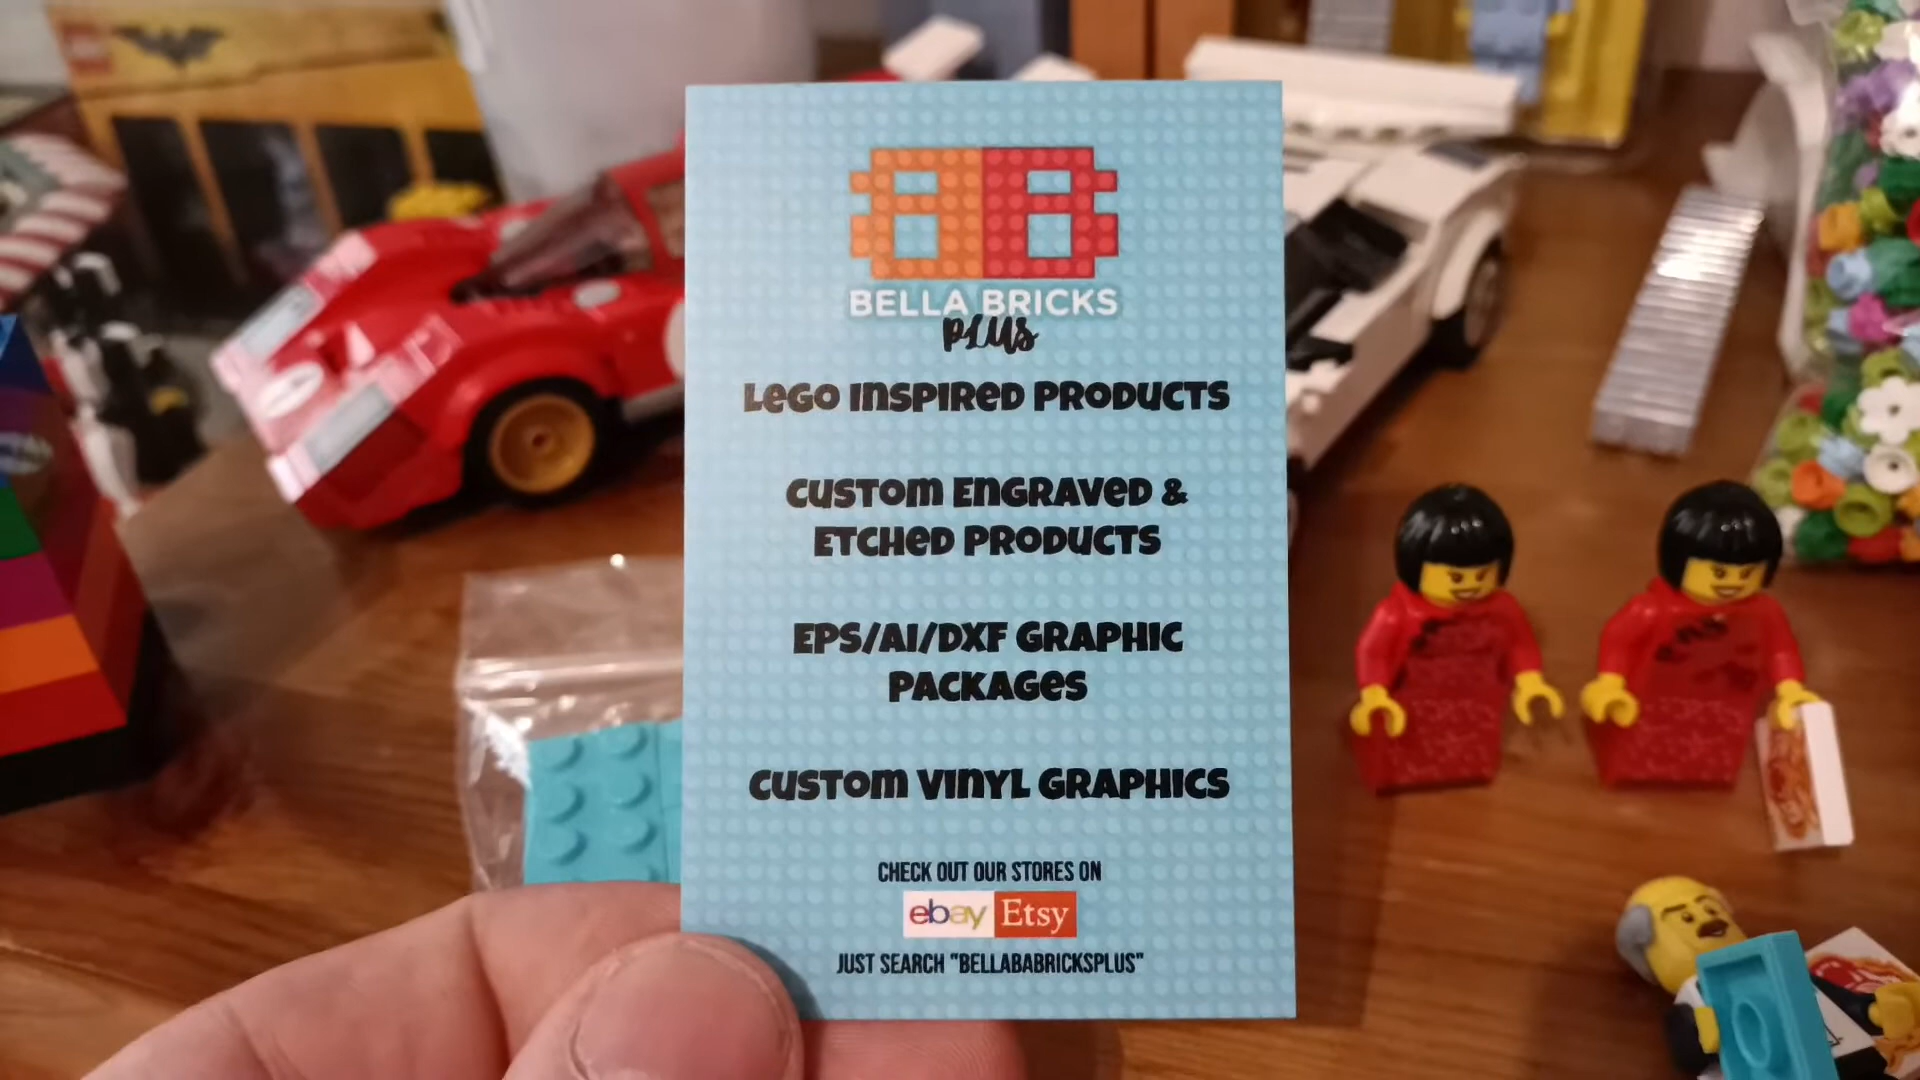 BELLA BRICKS
PLUS
LEGO INSPIRED PRODUCTS
CUSTOM ENGRAVED &
ETCHED PRODUCTS
EPS/AI/DXF GRAPHIC
PACKAGES
CUSTOM VINYL GRAPHICS
CHECK OUT OUR STORES ON
ebay Etsy
JUST SEARCH "BELLABABRICKSPLUS"